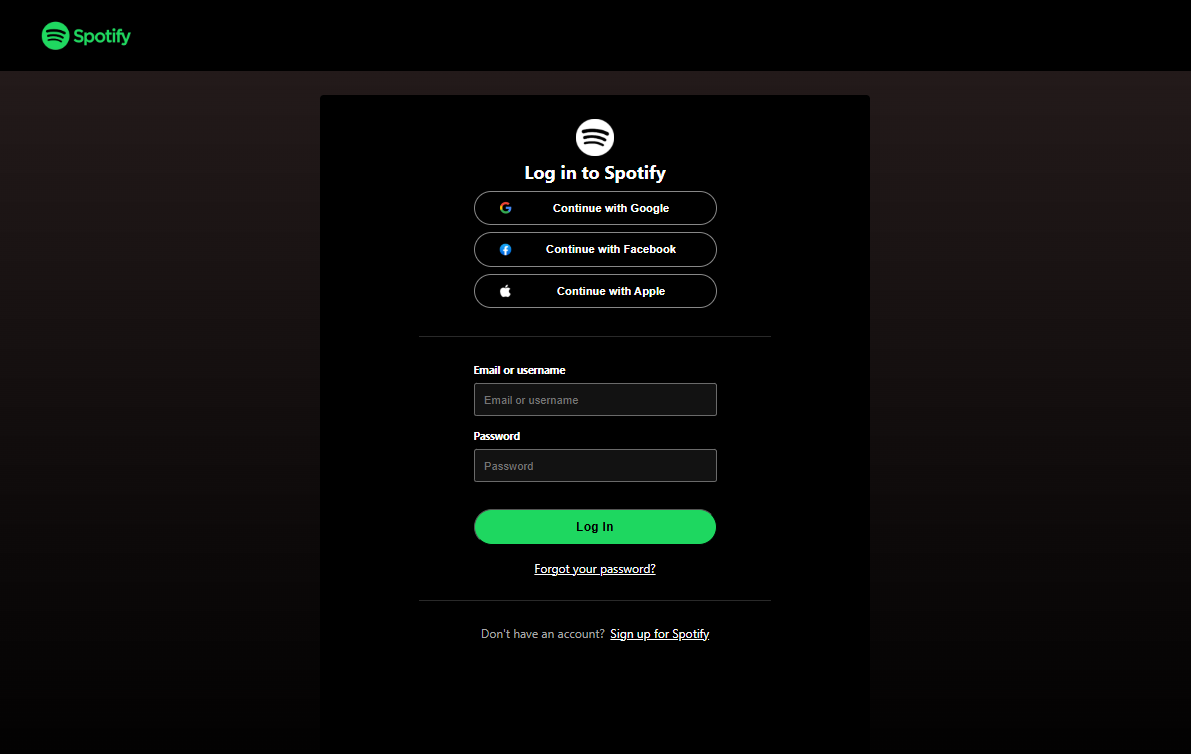 Spotify
Log in to Spotify
Continue with Google
Continue with Facebook
Continue with Apple
Email or username
Email or username
Password
Password
Log In
Forgot your password?
Don't have an account? Sign up for Spotify